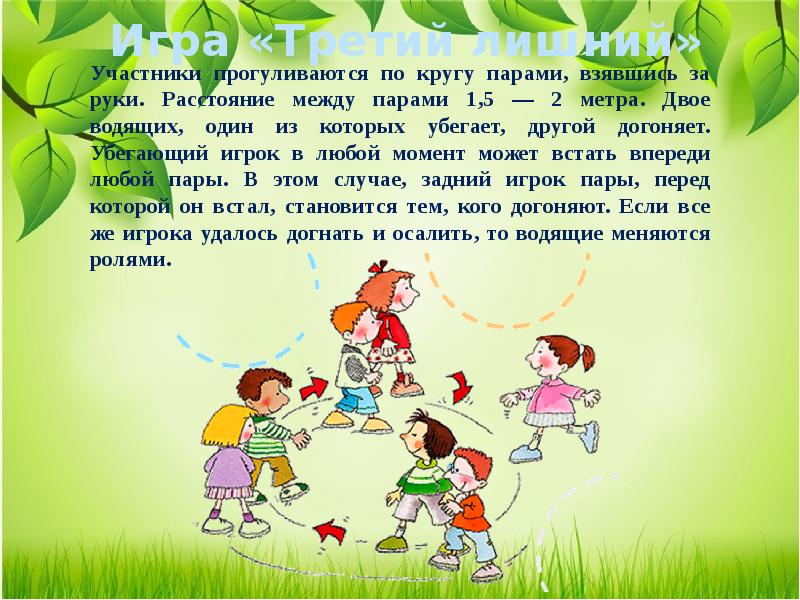 Игра «Третий лишний»
Участники прогуливаются по кругу парами, взявшись за
руки. Расстояние между парами 1,5 — 2 метра. Двое
водящих, один из которых убегает, другой догоняет.
Убегающий игрок в любой момент может встать впереди
любой пары. В этом случае, задний игрок пары, перед
которой он встал, становится тем, кого догоняют. Если все
же игрока удалось догнать и осалить, то водящие меняются
ролями.